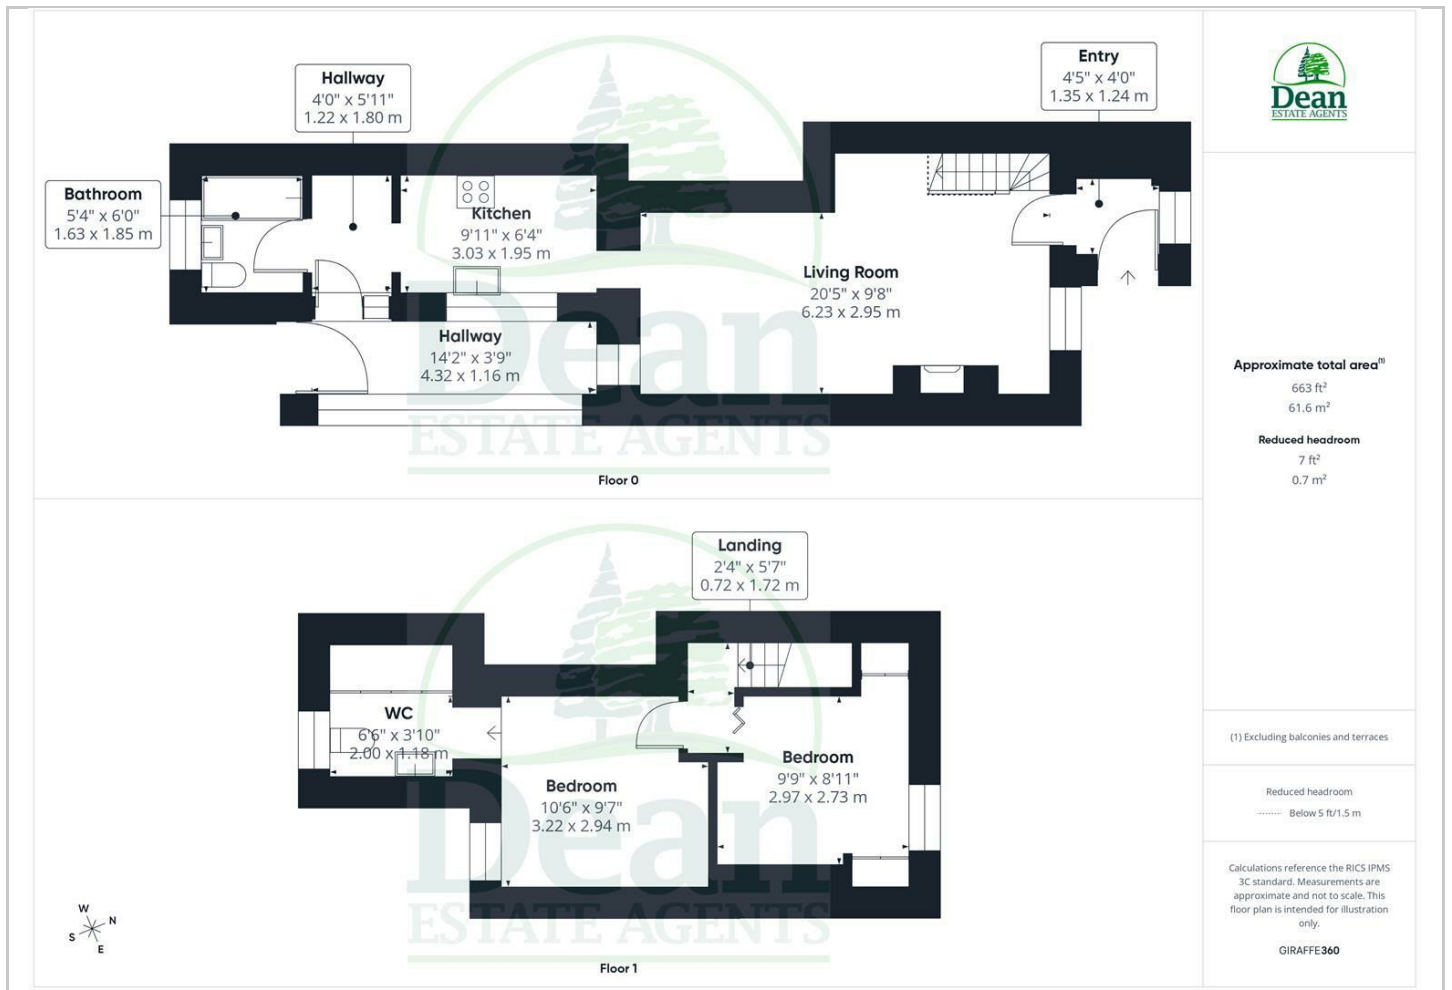 Hallway
4'0" x 5'11"
1.22 x 1.80 m
Entry
4'5" x 4'0"
1.35 x 1.24 m
Bathroom
5'4" x 6'0"
1.63 x 1.85 m
Kitchen
9'11" x 6'4"
3.03 x 1.95 m
Living Room
20'5" x 9'8"
6.23 x 2.95 m
Hallway
14'2" x 3'9"
4.32 x 1.16 m
Dean
ESTATE AGENTS
Floor 0
Landing
2'4" x 5'7"
0.72 x 1.72 m
WC
6'6" x 3'10"
2.00 x 1.18 m
Bedroom
10'6" x 9'7"
3.22 x 2.94 m
Bedroom
9'9" x 8'11"
2.97 x 2.73 m
Dean
ESTATE AGENTS
Floor 1
W
N
S
E
Dean
ESTATE AGENTS
Approximate total area(1)
663 ft²
61.6 m²
Reduced headroom
7 ft²
0.7 m²
(1) Excluding balconies and terraces
Reduced headroom
Below 5 ft/1.5 m
Calculations reference the RICS IPMS
3C standard. Measurements are
approximate and not to scale. This
floor plan is intended for illustration
only.
GIRAFFE360